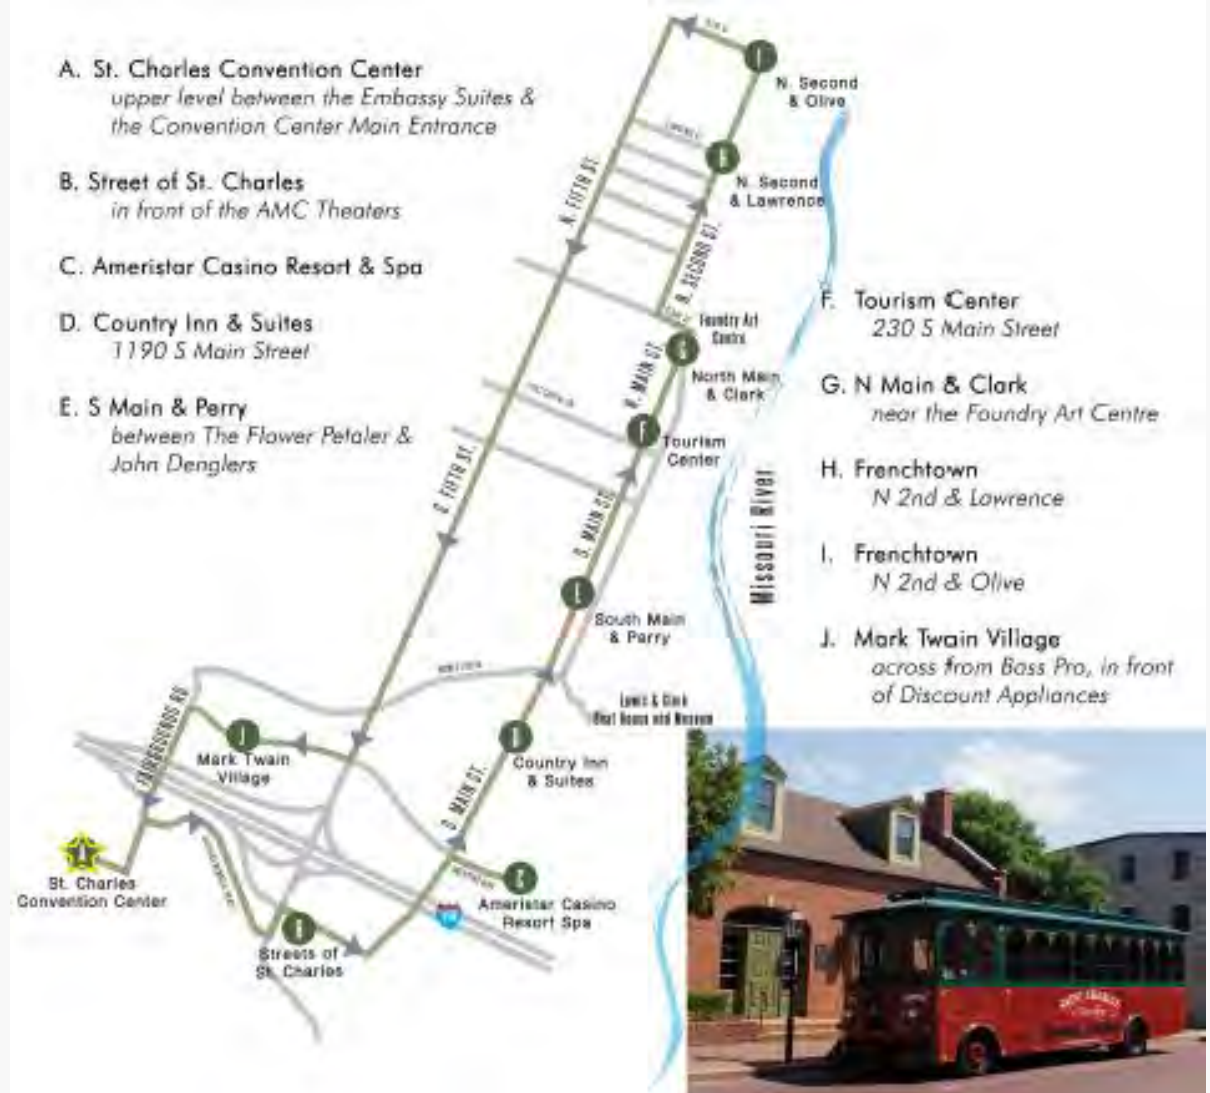 A. St. Charles Convention Center
upper level between the Embassy Suites &
the Convention Center Main Entrance
B. Street of St. Charles
in front of the AMC Theaters
C. Ameristar Casino Resort & Spa
D. Country Inn & Suites
1190 S Main Street
E. S Main & Perry
between The Flower Petaler &
John Denglers
F. Tourism Center
230 S Main Street
G. N Main & Clark
near the Foundry Art Centre
H. Frenchtown
N 2nd & Lawrence
I. Frenchtown
N 2nd & Olive
J. Mark Twain Village
across from Bass Pro, in front
of Discount Appliances
I
N. Second
& Olive
H
N. Second
& Lawrence
N. FIFTH ST.
N. SECOND ST.
Foundry Art
Centre
G
North Main
& Clark
N. MAIN ST.
F
Tourism
Center
S. FIFTH ST.
S. MAIN ST.
Missouri River
E
South Main
& Perry
Lewis & Clark
Boat House and Museum
FAIRGROUNDS RD
J
Mark Twain
Village
D
Country Inn
& Suites
S. MAIN ST.
A
St. Charles
Convention Center
C
Ameristar Casino
Resort Spa
B
Streets of
St. Charles